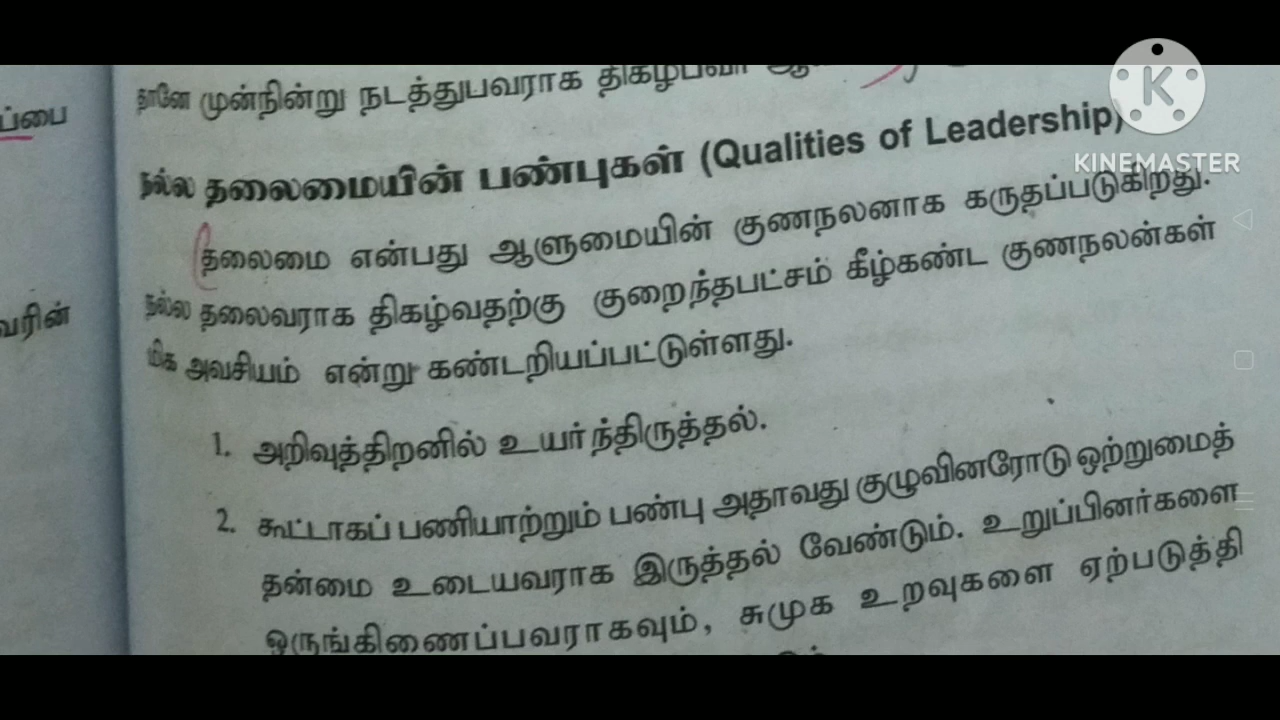 ப்பை
வரின்
தானே முன்நின்று நடத்துபவராக திகழ்பவர்
நல்ல தலைமையின் பண்புகள் (Qualities of Leadership)
தலைமை என்பது ஆளுமையின் குணநலனாக கருதப்படுகிறது.
நல்ல தலைவராக திகழ்வதற்கு குறைந்தபட்சம் கீழ்கண்ட குணநலன்கள்
மிக அவசியம் என்று கண்டறியப்பட்டுள்ளது.
1. அறிவுத்திறனில் உயர்ந்திருத்தல்.
2. கூட்டாகப் பணியாற்றும் பண்பு அதாவது குழுவினரோடு ஒற்றுமைத்
தன்மை உடையவராக இருத்தல் வேண்டும். உறுப்பினர்களை
ஒருங்கிணைப்பவராகவும், சுமுக உறவுகளை ஏற்படுத்தி
K
KINEMASTER